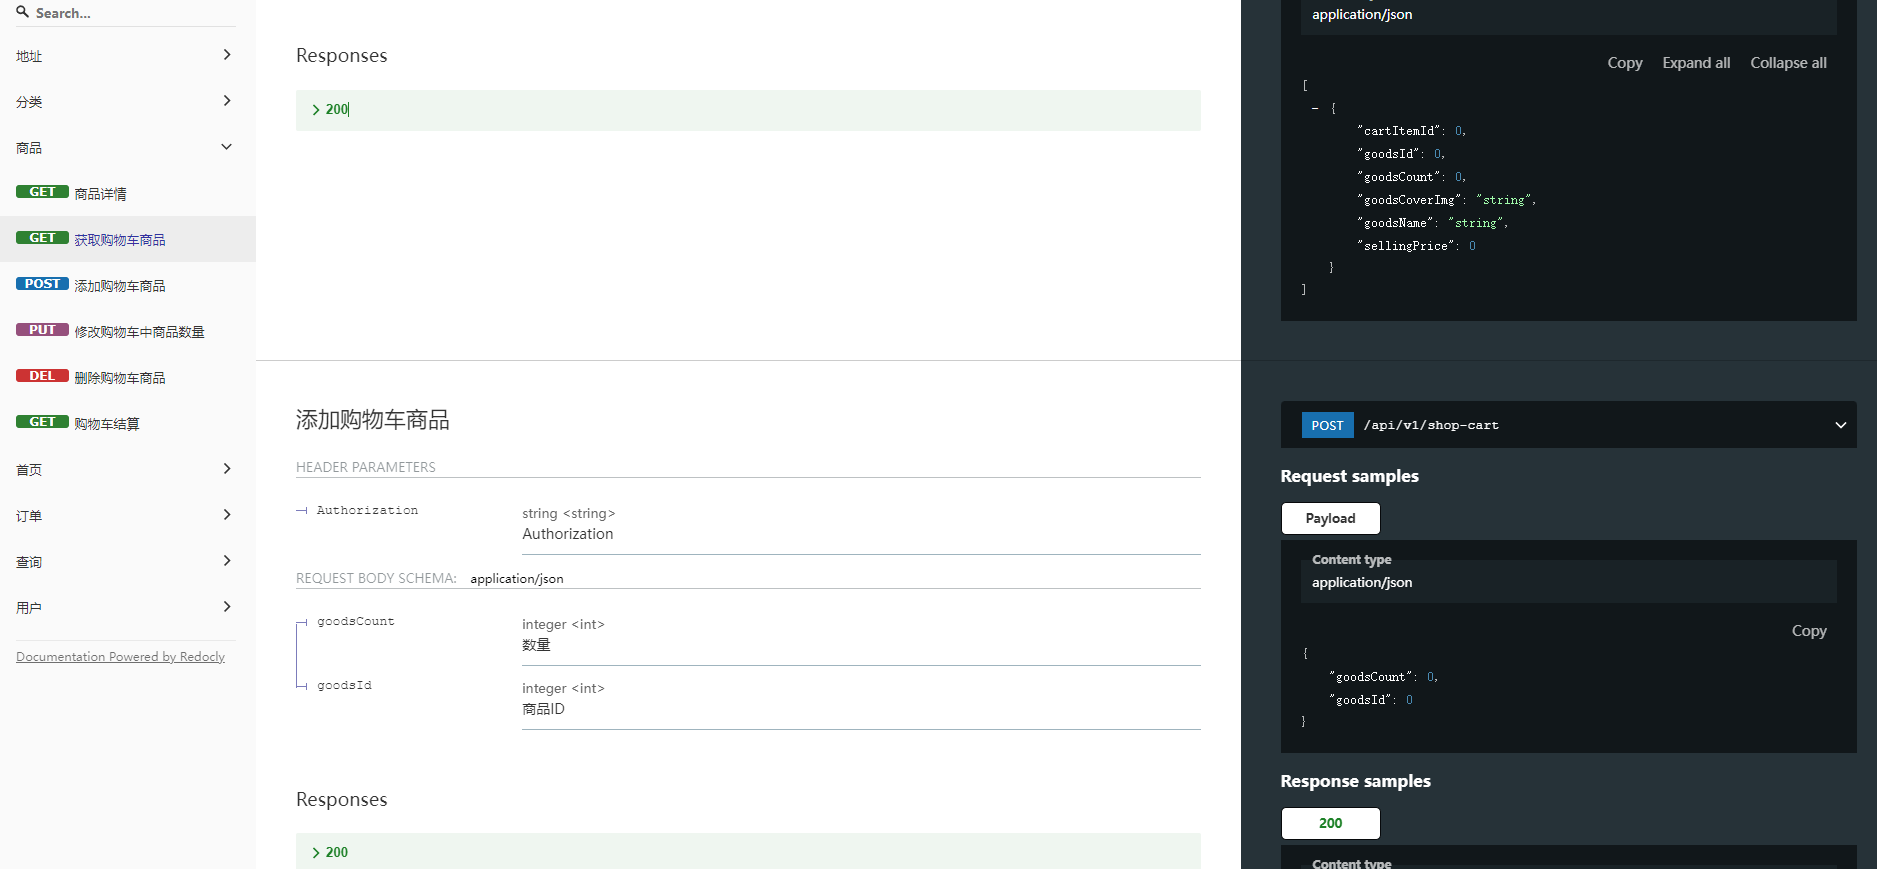 Search...
地址
分类
商品
GET 商品详情
GET 获取购物车商品
POST 添加购物车商品
PUT 修改购物车中商品数量
DEL 删除购物车商品
GET 购物车结算
首页
订单
查询
用户
Documentation Powered by Redocly
Responses
200
添加购物车商品
HEADER PARAMETERS
Authorization
string <string>
Authorization
REQUEST BODY SCHEMA: application/json
goodsCount
integer <int>
数量
goodsId
integer <int>
商品ID
Responses
200
application/json
Copy Expand all Collapse all
[
- {
"cartItemId": 0,
"goodsId": 0,
"goodsCount": 0,
"goodsCoverImg": "string",
"goodsName": "string",
"sellingPrice": 0
}
]
POST /api/v1/shop-cart
Request samples
Payload
Content type
application/json
Copy
{
"goodsCount": 0,
"goodsId": 0
}
Response samples
200
Content type